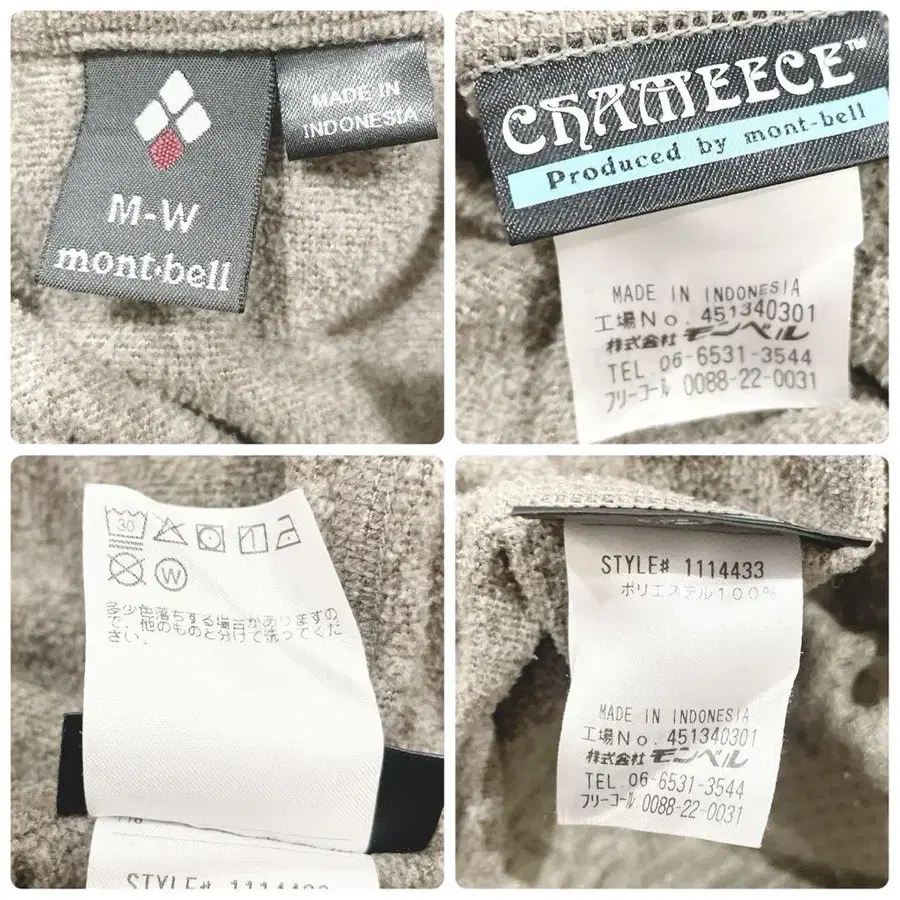 M-W
mont-bell
MADE IN
INDONESIA
CHAMEECE™
Produced by mont-bell
MADE IN INDONESIA
工場No. 451340301
株式会社モンベル
TEL 06-6531-3544
フリーコール 0088-22-0031
30
W
多少色落ちする場合がありますの
で、他のものと分けて洗ってくだ
さい。
STYLE# 1114433
STYLE# 1114433
ポリエステル100%
MADE IN INDONESIA
工場No. 451340301
株式会社モンベル
TEL 06-6531-3544
フリーコール 0088-22-0031